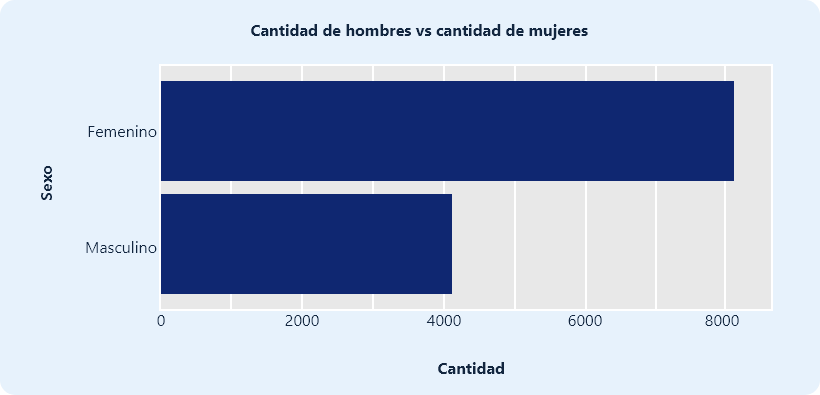 Cantidad de hombres vs cantidad de mujeres
Sexo
Femenino
Masculino
0 2000 4000 6000 8000
Cantidad